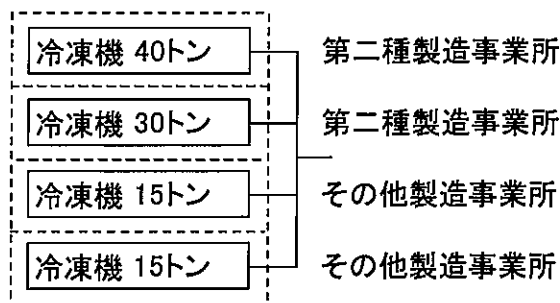 冷凍機 40トン 第二種製造事業所
冷凍機 30トン 第二種製造事業所
冷凍機 15トン その他製造事業所
冷凍機 15トン その他製造事業所